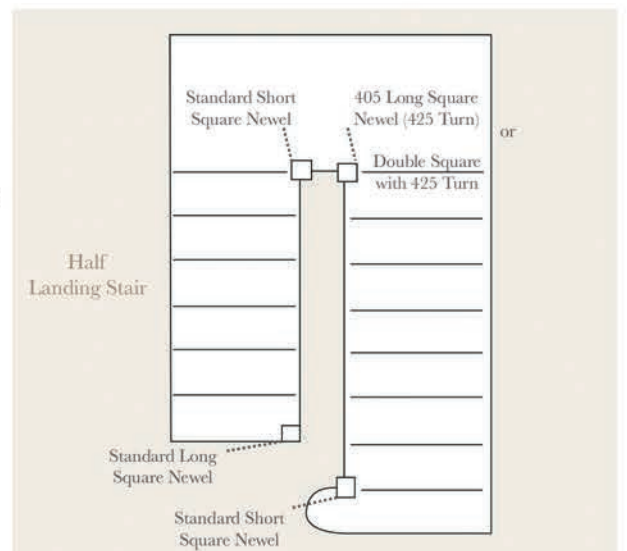 Standard Short
Square Newel
405 Long Square
Newel (425 Turn)
or
Double Square
with 425 Turn
Half
Landing Stair
Standard Long
Square Newel
Standard Short
Square Newel